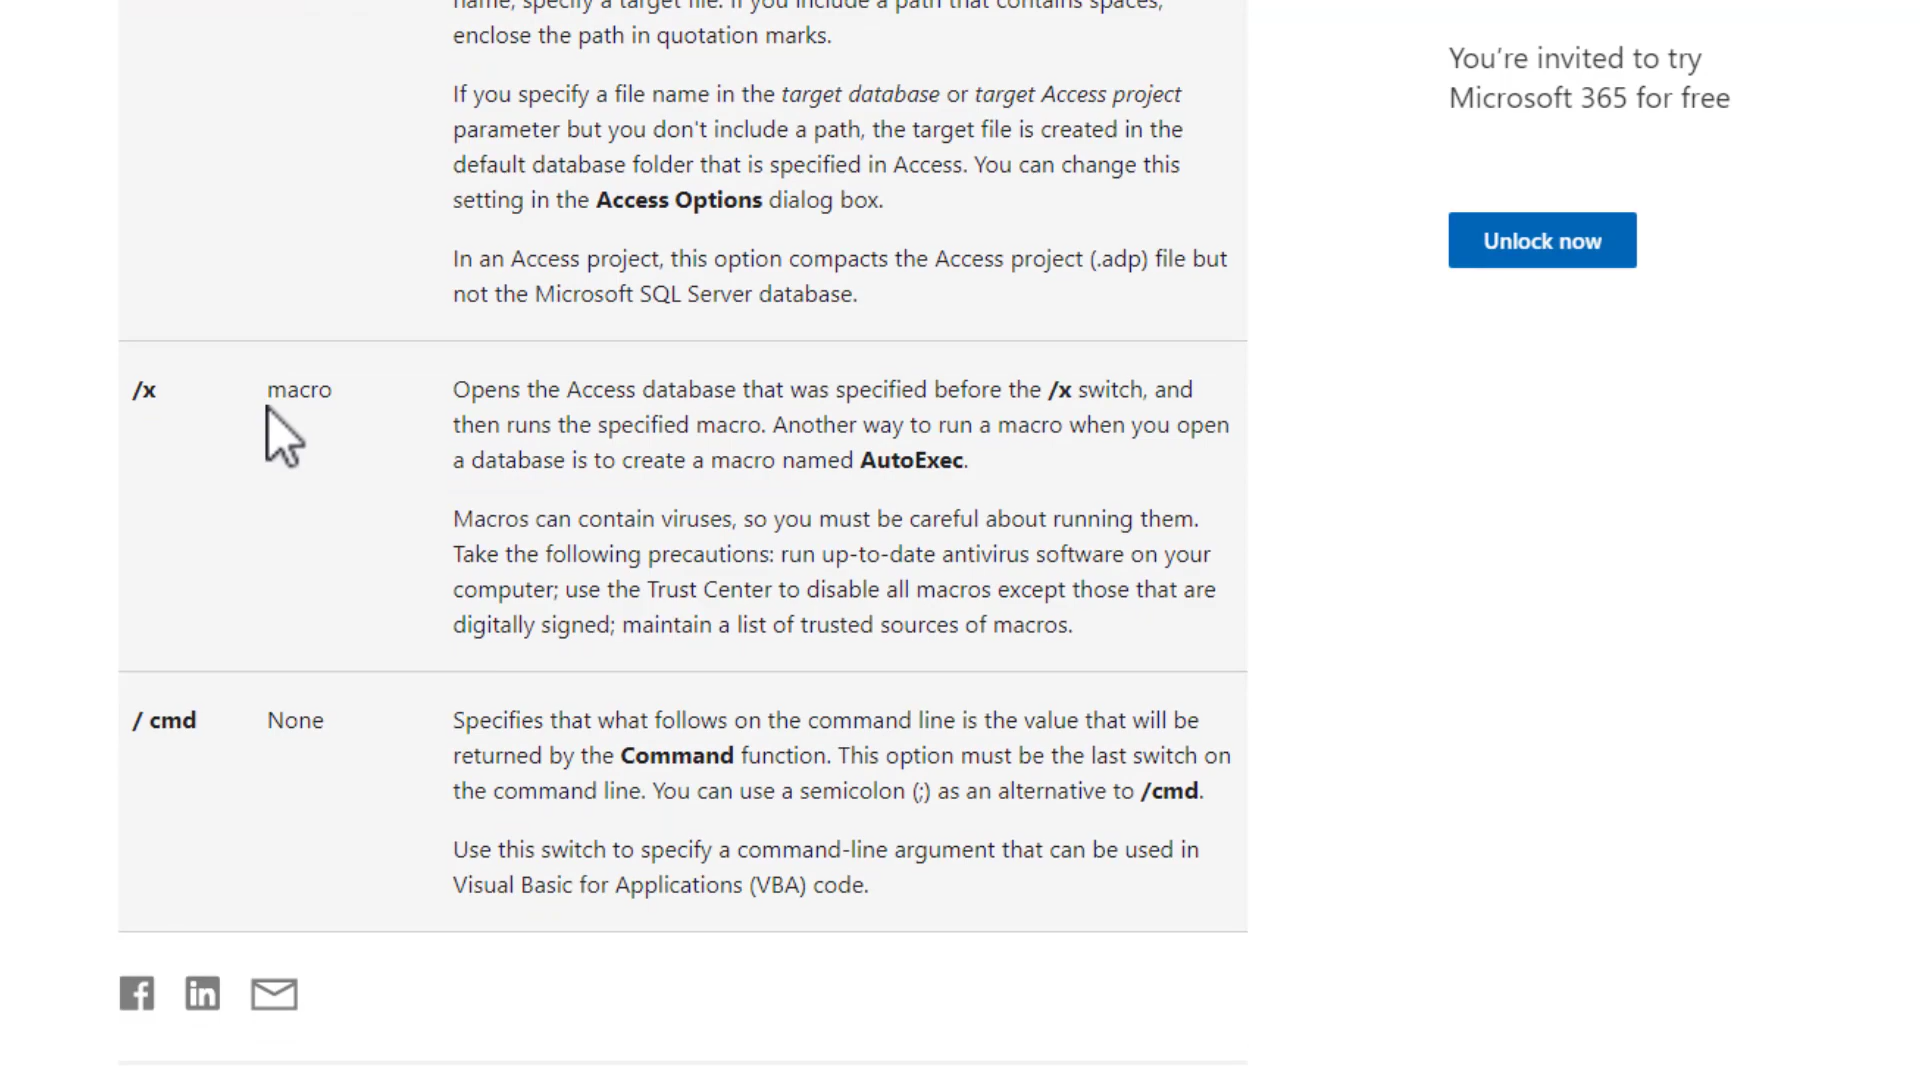 name, specify a target file. If you include a path that contains spaces,
enclose the path in quotation marks.
If you specify a file name in the target database or target Access project
parameter but you don't include a path, the target file is created in the
default database folder that is specified in Access. You can change this
setting in the Access Options dialog box.
In an Access project, this option compacts the Access project (.adp) file but
not the Microsoft SQL Server database.
/x macro Opens the Access database that was specified before the /x switch, and
then runs the specified macro. Another way to run a macro when you open
a database is to create a macro named AutoExec.
Macros can contain viruses, so you must be careful about running them.
Take the following precautions: run up-to-date antivirus software on your
computer; use the Trust Center to disable all macros except those that are
digitally signed; maintain a list of trusted sources of macros.
/ cmd None Specifies that what follows on the command line is the value that will be
returned by the Command function. This option must be the last switch on
the command line. You can use a semicolon (;) as an alternative to /cmd.
Use this switch to specify a command-line argument that can be used in
Visual Basic for Applications (VBA) code.
You’re invited to try
Microsoft 365 for free
Unlock now